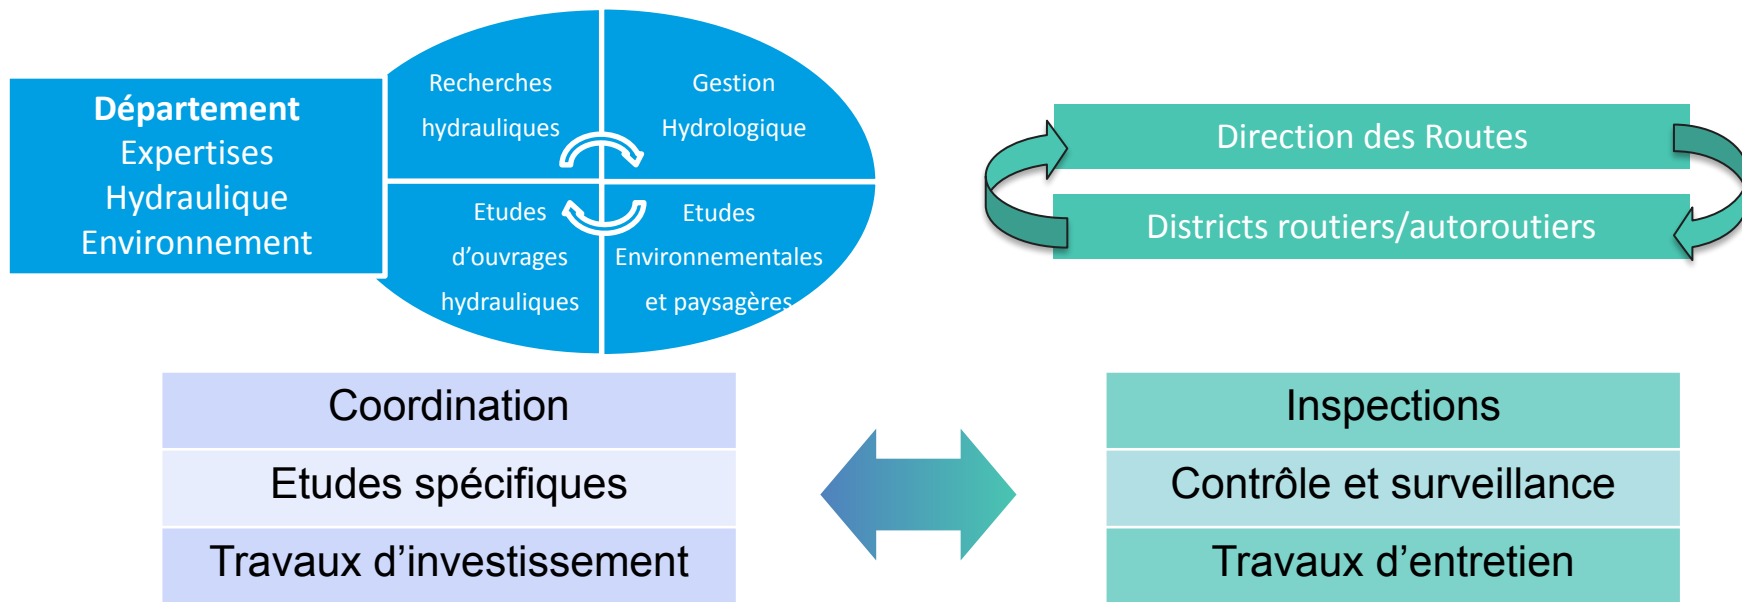 Département
Expertises
Hydraulique
Environnement
Recherches
hydrauliques
Gestion
Hydrologique
Etudes
d’ouvrages
hydrauliques
Etudes
Environnementales
et paysagères
Direction des Routes
Districts routiers/autoroutiers
Coordination
Etudes spécifiques
Travaux d’investissement
Inspections
Contrôle et surveillance
Travaux d’entretien